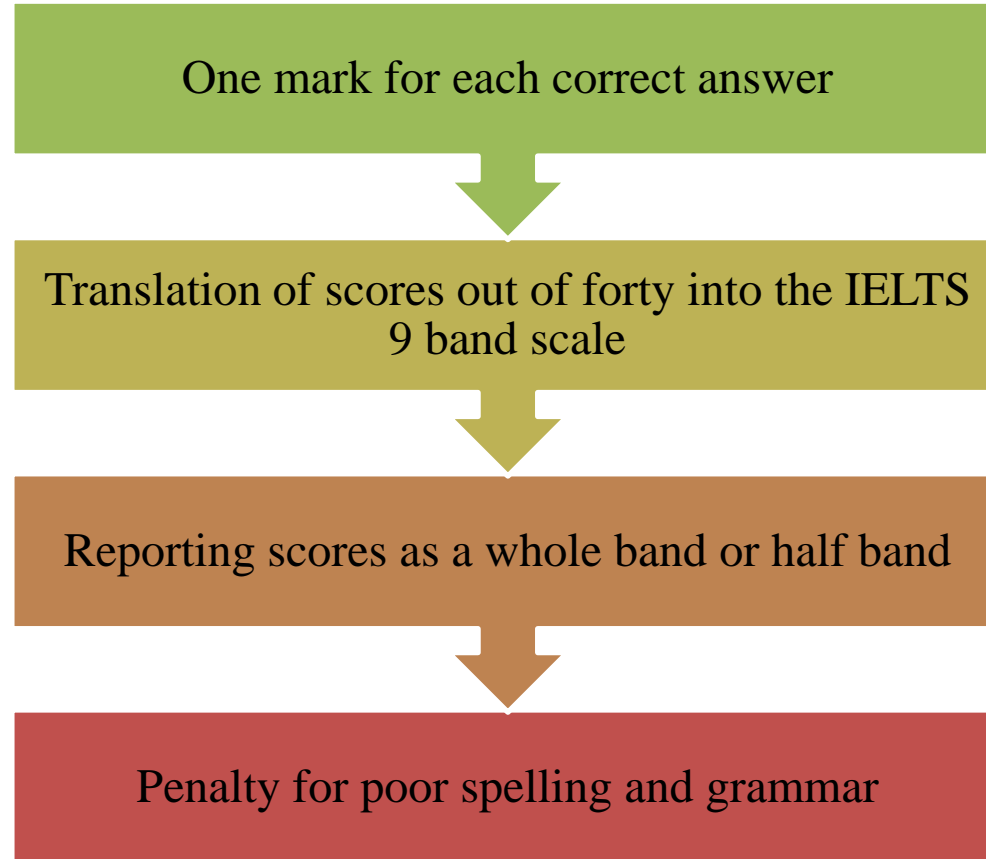 One mark for each correct answer
Translation of scores out of forty into the IELTS
9 band scale
Reporting scores as a whole band or half band
Penalty for poor spelling and grammar